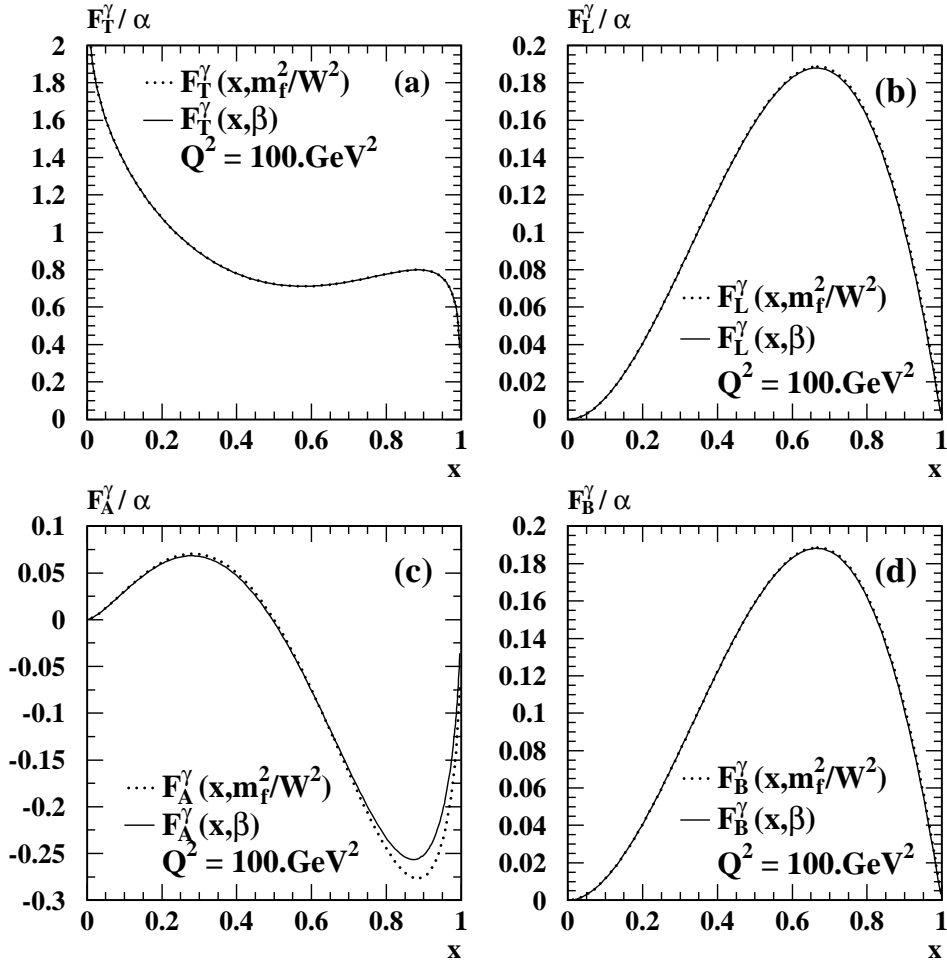 F_T^γ / α
2
1.8
1.6
1.4
1.2
1
0.8
0.6
0.4
0.2
0
F_T^γ (x,m_f^2/W^2)
F_T^γ (x,β)
Q^2 = 100.GeV^2
(a)
0 0.2 0.4 0.6 0.8 1
x
F_L^γ / α
0.2
0.18
0.16
0.14
0.12
0.1
0.08
0.06
0.04
0.02
0
(b)
F_L^γ (x,m_f^2/W^2)
F_L^γ (x,β)
Q^2 = 100.GeV^2
0 0.2 0.4 0.6 0.8 1
x
F_A^γ / α
0.1
0.05
0
-0.05
-0.1
-0.15
-0.2
-0.25
-0.3
(c)
F_A^γ (x,m_f^2/W^2)
F_A^γ (x,β)
Q^2 = 100.GeV^2
0 0.2 0.4 0.6 0.8 1
x
F_B^γ / α
0.2
0.18
0.16
0.14
0.12
0.1
0.08
0.06
0.04
0.02
0
(d)
F_B^γ (x,m_f^2/W^2)
F_B^γ (x,β)
Q^2 = 100.GeV^2
0 0.2 0.4 0.6 0.8 1
x